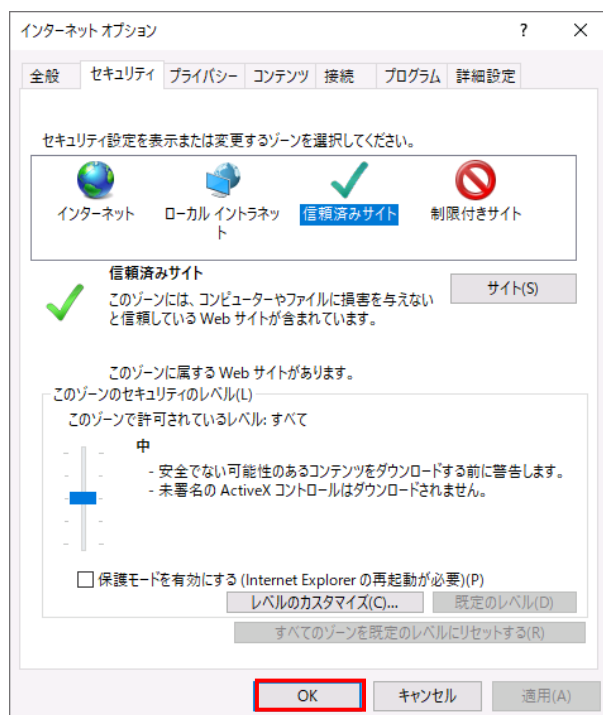 インターネット オプション
? ×
全般 セキュリティ プライバシー コンテンツ 接続 プログラム 詳細設定
セキュリティ設定を表示または変更するゾーンを選択してください。
インターネット ローカル イントラネッ 信頼済みサイト 制限付きサイト
ト
信頼済みサイト
サイト(S)
このゾーンには、コンピューターやファイルに損害を与えない
と信頼している Web サイトが含まれています。
このゾーンに属する Web サイトがあります。
このゾーンのセキュリティのレベル(L)
このゾーンで許可されているレベル: すべて
中
- 安全でない可能性のあるコンテンツをダウンロードする前に警告します。
- 未署名の ActiveX コントロールはダウンロードされません。
保護モードを有効にする (Internet Explorer の再起動が必要)(P)
レベルのカスタマイズ(C)... 既定のレベル(D)
すべてのゾーンを既定のレベルにリセットする(R)
OK キャンセル 適用(A)